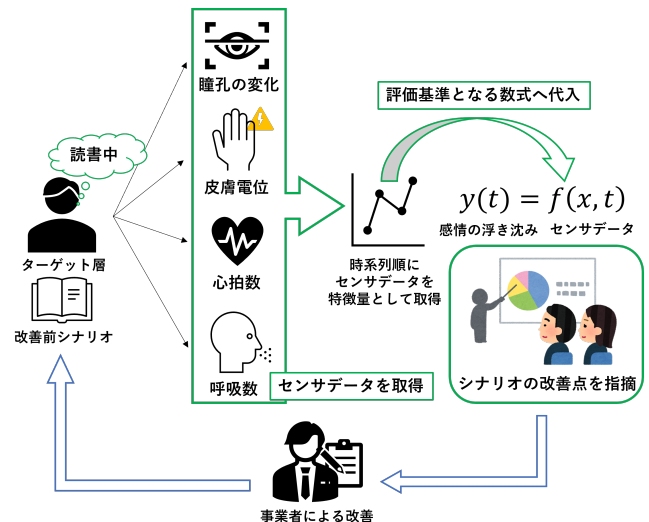 読書中
ターゲット層
改善前シナリオ
瞳孔の変化
皮膚電位
心拍数
呼吸数
センサデータを取得
時系列順に
センサデータを
特徴量として取得
評価基準となる数式へ代入
y(t) = f(x, t)
感情の浮き沈み センサデータ
シナリオの改善点を指摘
事業者による改善